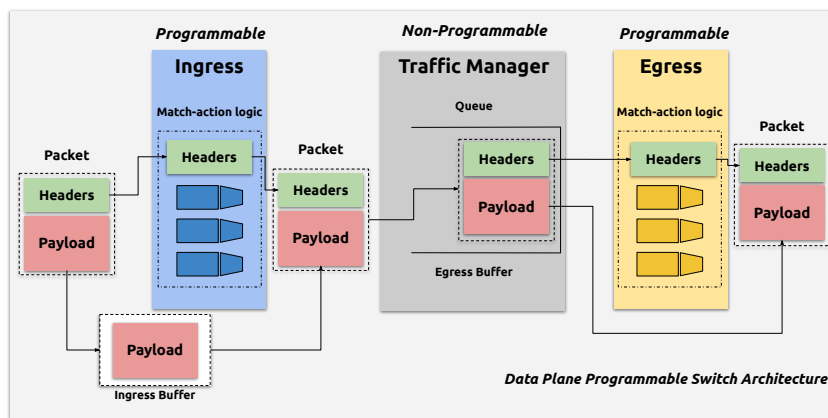 Programmable
Non-Programmable
Programmable
Ingress
Traffic Manager
Egress
Match-action logic
Queue
Match-action logic
Packet
Packet
Packet
Headers
Headers
Headers
Headers
Headers
Headers
Payload
Payload
Payload
Payload
Egress Buffer
Payload
Ingress Buffer
Data Plane Programmable Switch Architecture